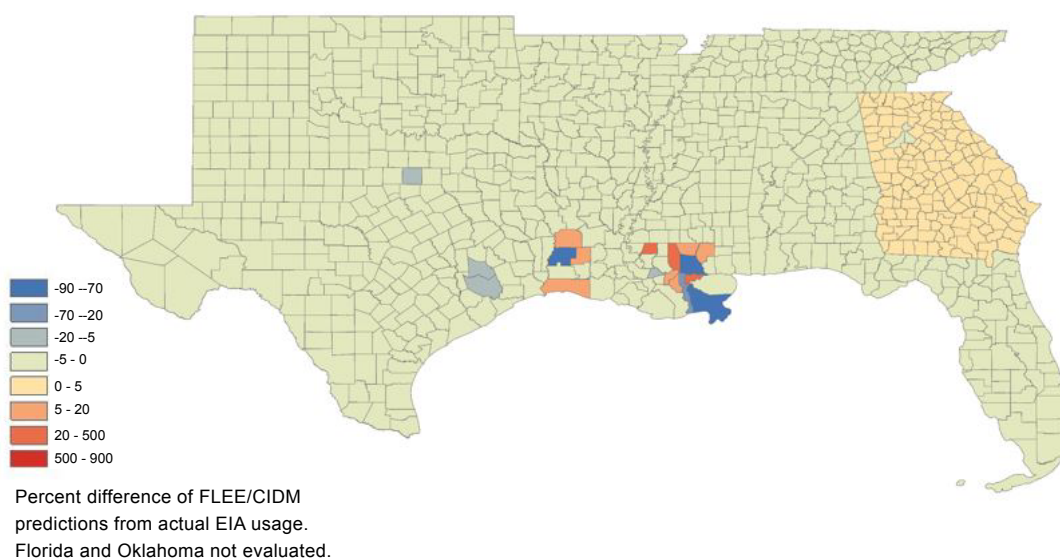 -90 --70
-70 --20
-20 --5
-5 - 0
0 - 5
5 - 20
20 - 500
500 - 900
Percent difference of FLEE/CIDM
predictions from actual EIA usage.
Florida and Oklahoma not evaluated.